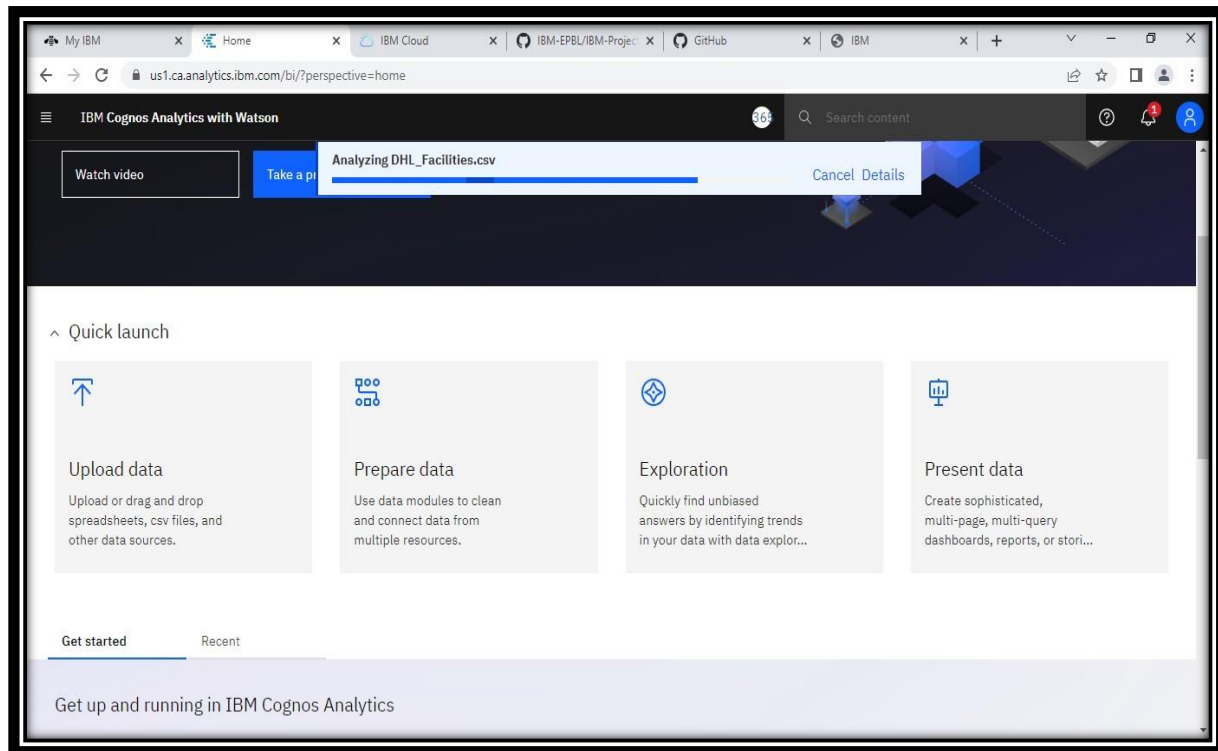 My IBM
Home
IBM Cloud
IBM-EPBL/IBM-Projec
GitHub
IBM
us1.ca.analytics.ibm.com/bi/?perspective=home
IBM Cognos Analytics with Watson
Search content
1
Watch video
Take a pr
Analyzing DHL_Facilities.csv
Cancel Details
Quick launch
Upload data
Upload or drag and drop
spreadsheets, csv files, and
other data sources.
Prepare data
Use data modules to clean
and connect data from
multiple resources.
Exploration
Quickly find unbiased
answers by identifying trends
in your data with data explor...
Present data
Create sophisticated,
multi-page, multi-query
dashboards, reports, or stori...
Get started
Recent
Get up and running in IBM Cognos Analytics